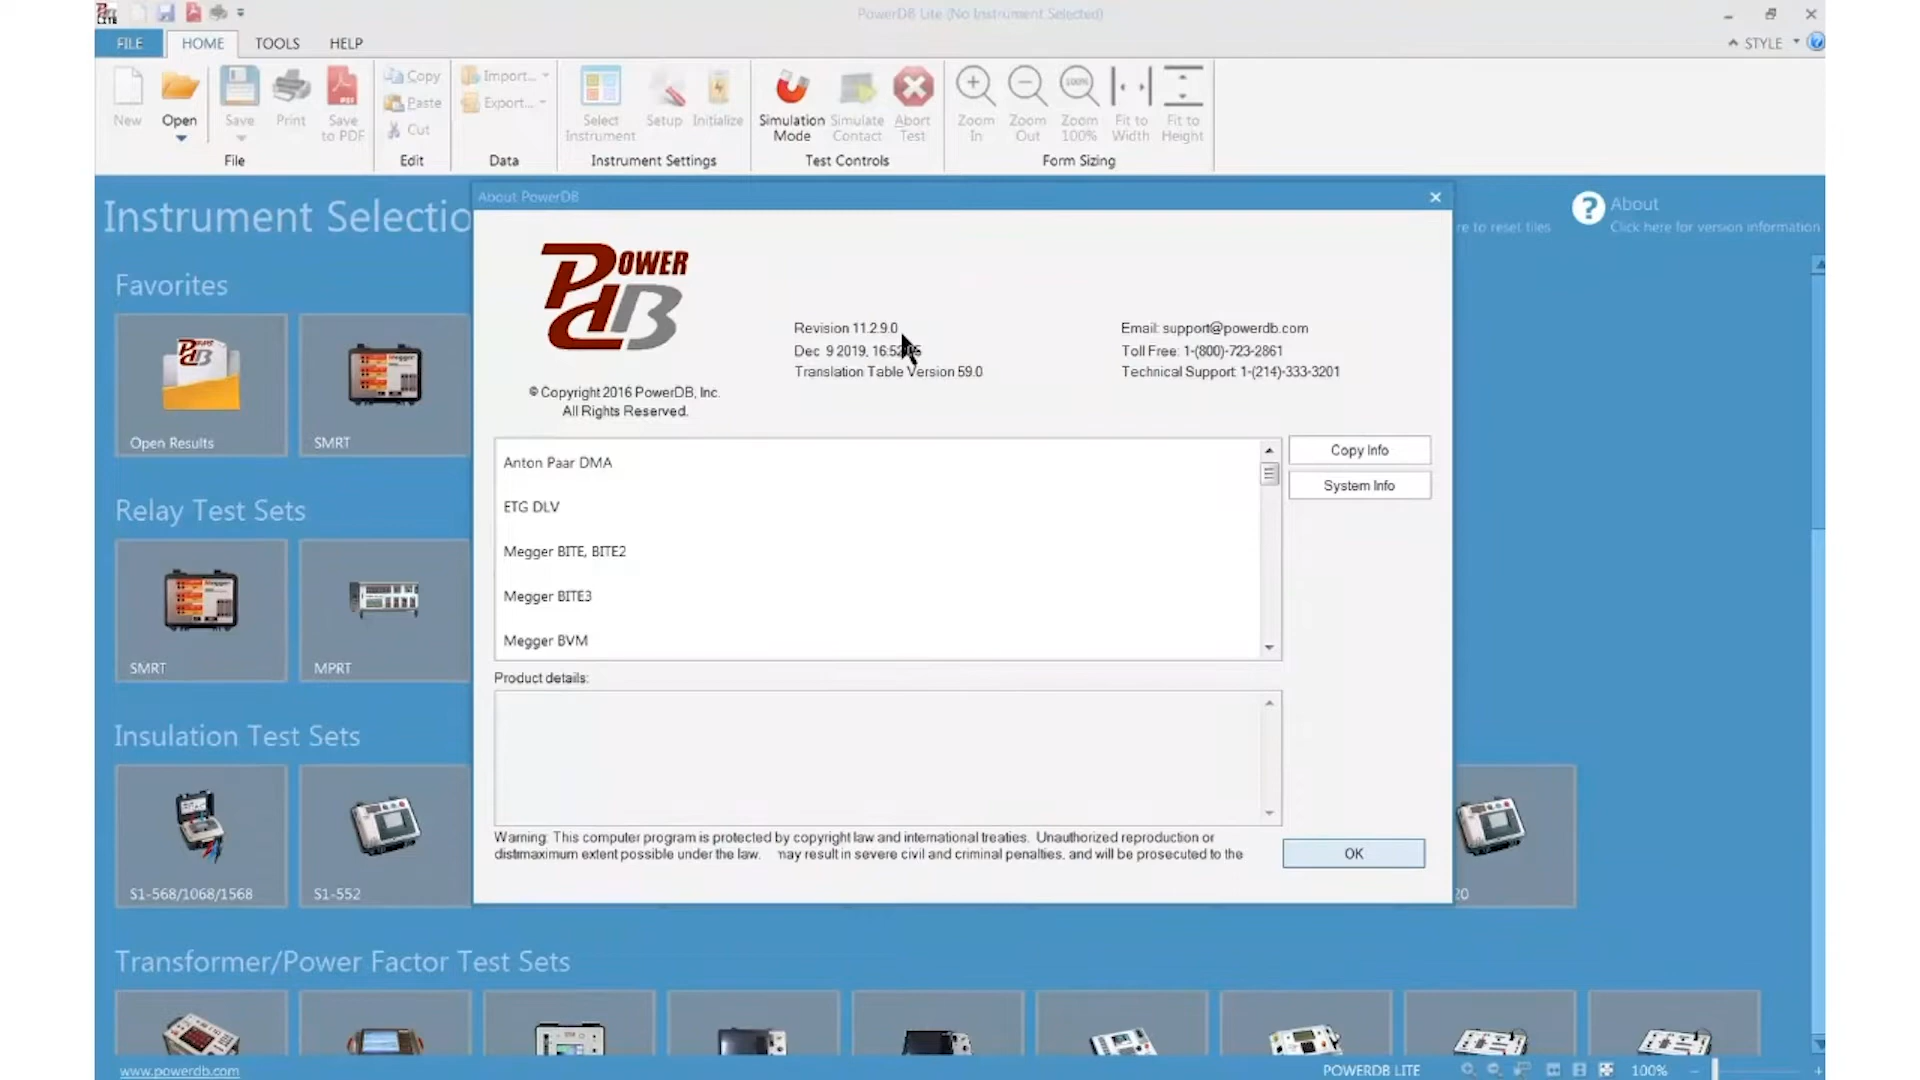 PowerDB Lite (No Instrument Selected)
FILE HOME TOOLS HELP
STYLE
New Open Save Print Save to PDF
File
Copy
Paste
Cut
Edit
Import...
Export...
Data
Select Instrument Setup Initialize
Instrument Settings
Simulation Mode Simulate Contact Abort Test
Test Controls
Zoom In Zoom Out Zoom 100% Fit to Width Fit to Height
Form Sizing
Instrument Selectio
re to reset tiles
About
Click here for version information
About PowerDB
POWER DB
© Copyright 2016 PowerDB, Inc.
All Rights Reserved.
Revision 11.2.9.0
Dec 9 2019, 16:52
Translation Table Version 59.0
Email: support@powerdb.com
Toll Free: 1-(800)-723-2861
Technical Support 1-(214)-333-3201
Anton Paar DMA
ETG DLV
Megger BITE, BITE2
Megger BITE3
Megger BVM
Copy Info
System Info
Product details:
Warning: This computer program is protected by copyright law and international treaties. Unauthorized reproduction or
distrmaximum extent possible under the law. may result in severe civil and criminal penalties, and will be prosecuted to the
OK
Favorites
Open Results
SMRT
Relay Test Sets
SMRT
MPRT
Insulation Test Sets
S1-568/1068/1568
S1-552
20
Transformer/Power Factor Test Sets
www.powerdb.com
POWERDB LITE
100%